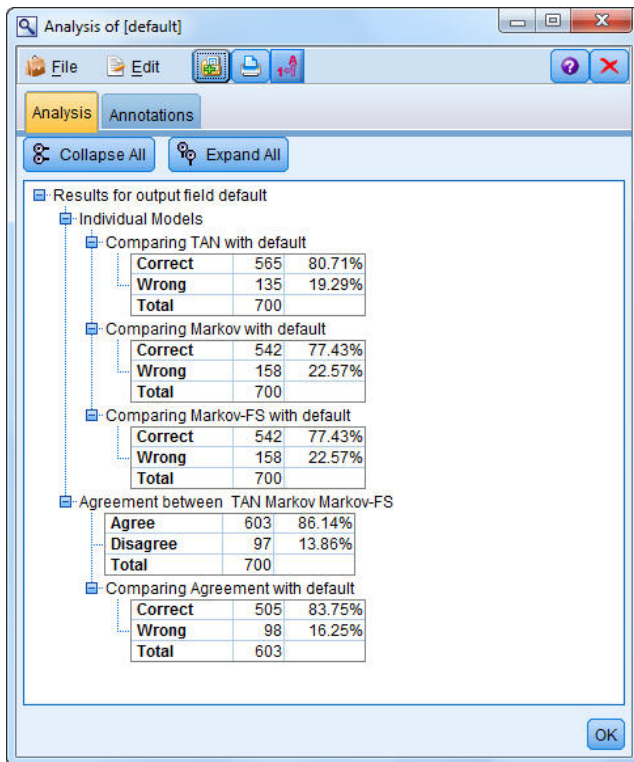 Analysis of [default]
File Edit
Analysis Annotations
Collapse All Expand All
Results for output field default
Individual Models
Comparing TAN with default
Correct 565 80.71%
Wrong 135 19.29%
Total 700
Comparing Markov with default
Correct 542 77.43%
Wrong 158 22.57%
Total 700
Comparing Markov-FS with default
Correct 542 77.43%
Wrong 158 22.57%
Total 700
Agreement between TAN Markov Markov-FS
Agree 603 86.14%
Disagree 97 13.86%
Total 700
Comparing Agreement with default
Correct 505 83.75%
Wrong 98 16.25%
Total 603
OK